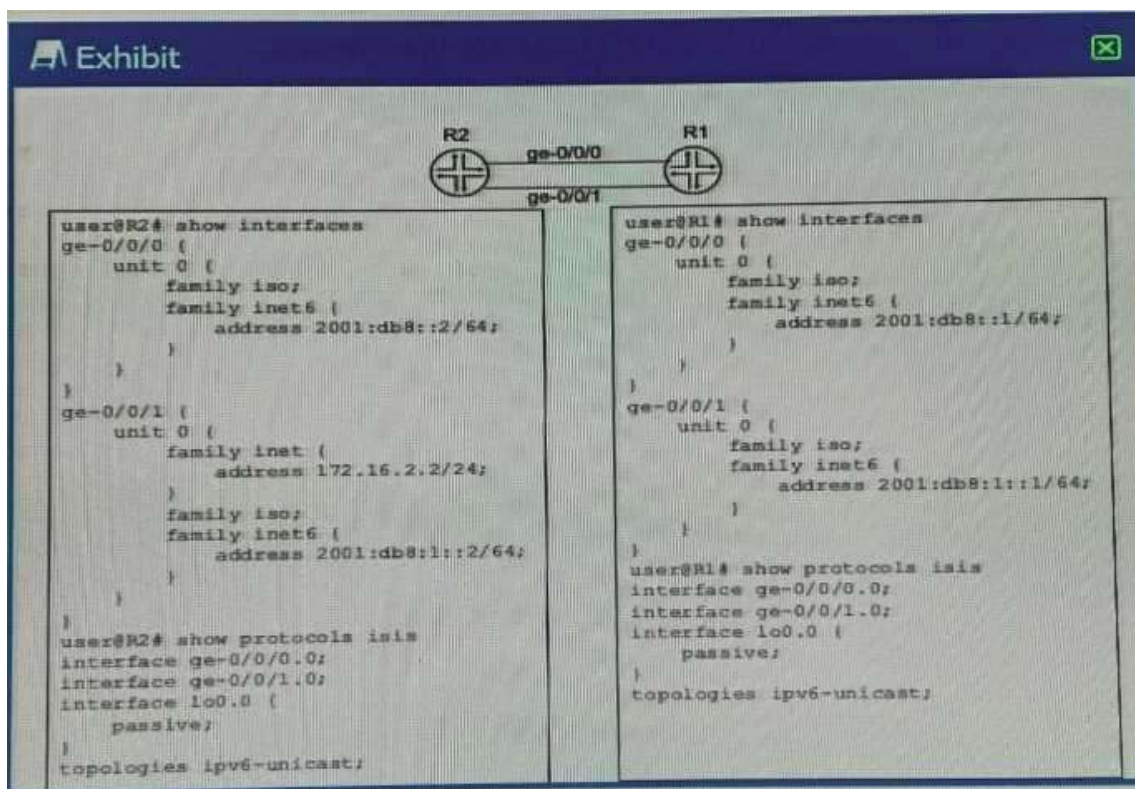 Exhibit
R2
R1
ge-0/0/0
ge-0/0/1
user@R2# show interfaces
ge-0/0/0 {
unit 0 {
family iso;
family inet6 {
address 2001:db8::2/64;
}
}
}
ge-0/0/1 {
unit 0 {
family inet {
address 172.16.2.2/24;
}
family iso;
family inet6 {
address 2001:db8:1::2/64;
}
}
}
user@R2# show protocols isis
interface ge-0/0/0.0;
interface ge-0/0/1.0;
interface lo0.0 {
passive;
}
topologies ipv6-unicast;
user@R1# show interfaces
ge-0/0/0 {
unit 0 {
family iso;
family inet6 {
address 2001:db8::1/64;
}
}
}
ge-0/0/1 {
unit 0 {
family iso;
family inet6 {
address 2001:db8:1::1/64;
}
}
}
user@R1# show protocols isis
interface ge-0/0/0.0;
interface ge-0/0/1.0;
interface lo0.0 {
passive;
}
topologies ipv6-unicast;